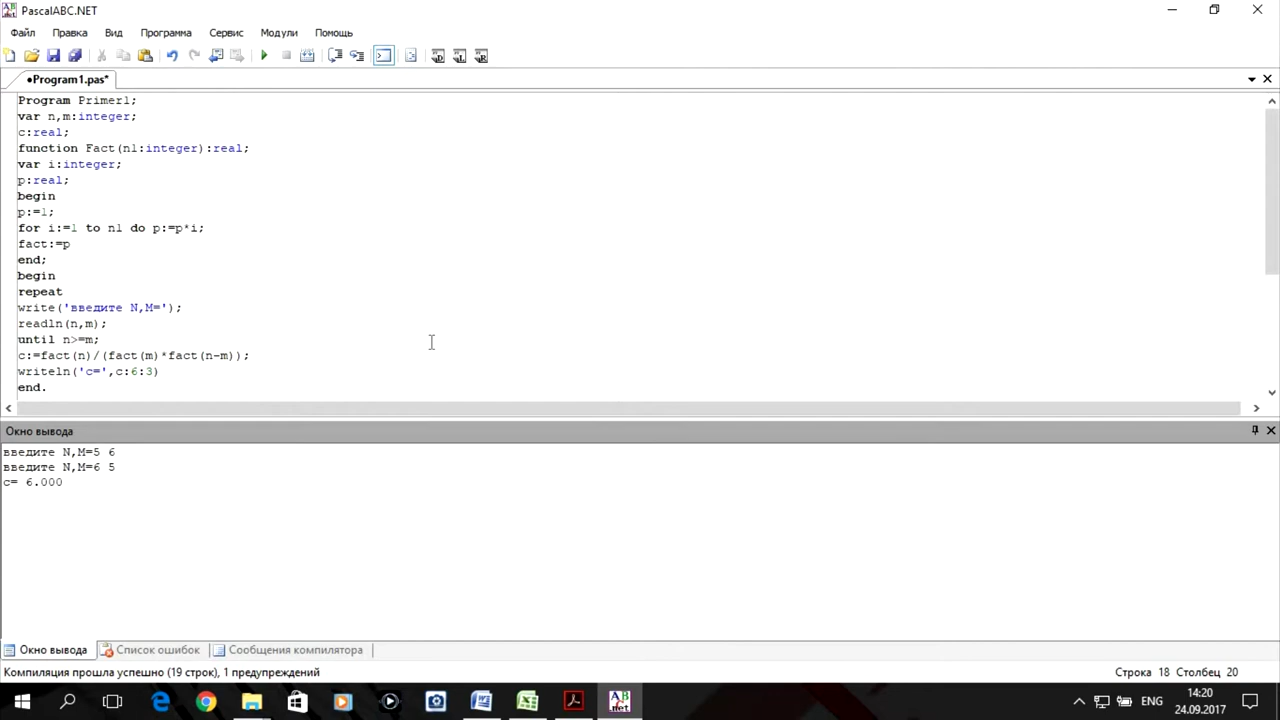 PascalABC.NET
Файл Правка Вид Программа Сервис Модули Помощь
●Program1.pas*
Program Primer1;
var n,m:integer;
c:real;
function Fact(n1:integer):real;
var i:integer;
p:real;
begin
p:=1;
for i:=1 to n1 do p:=p*i;
fact:=p
end;
begin
repeat
write('введите N,M=');
readln(n,m);
until n>=m;
c:=fact(n)/(fact(m)*fact(n-m));
writeln('c=',c:6:3)
end.
Окно вывода
введите N,M=5 6
введите N,M=6 5
c= 6.000
Окно вывода Список ошибок Сообщения компилятора
Компиляция прошла успешно (19 строк), 1 предупреждений Строка 18 Столбец 20
ENG 14:20
24.09.2017